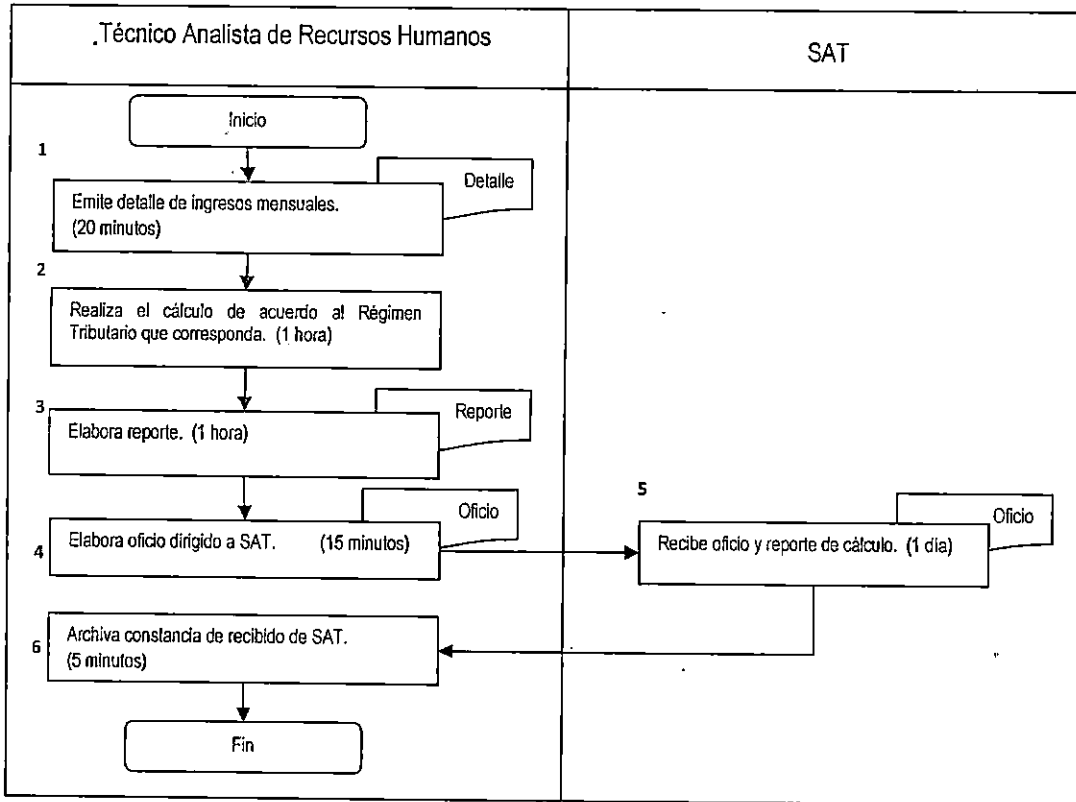 .Técnico Analista de Recursos Humanos
SAT
Inicio
1
Detalle
Emite detalle de ingresos mensuales.
(20 minutos)
2
Realiza el cálculo de acuerdo al Régimen
Tributario que corresponda. (1 hora)
3
Reporte
Elabora reporte. (1 hora)
Oficio
4
Elabora oficio dirigido a SAT. (15 minutos)
5
Oficio
Recibe oficio y reporte de cálculo. (1 día)
6
Archiva constancia de recibido de SAT.
(5 minutos)
Fin